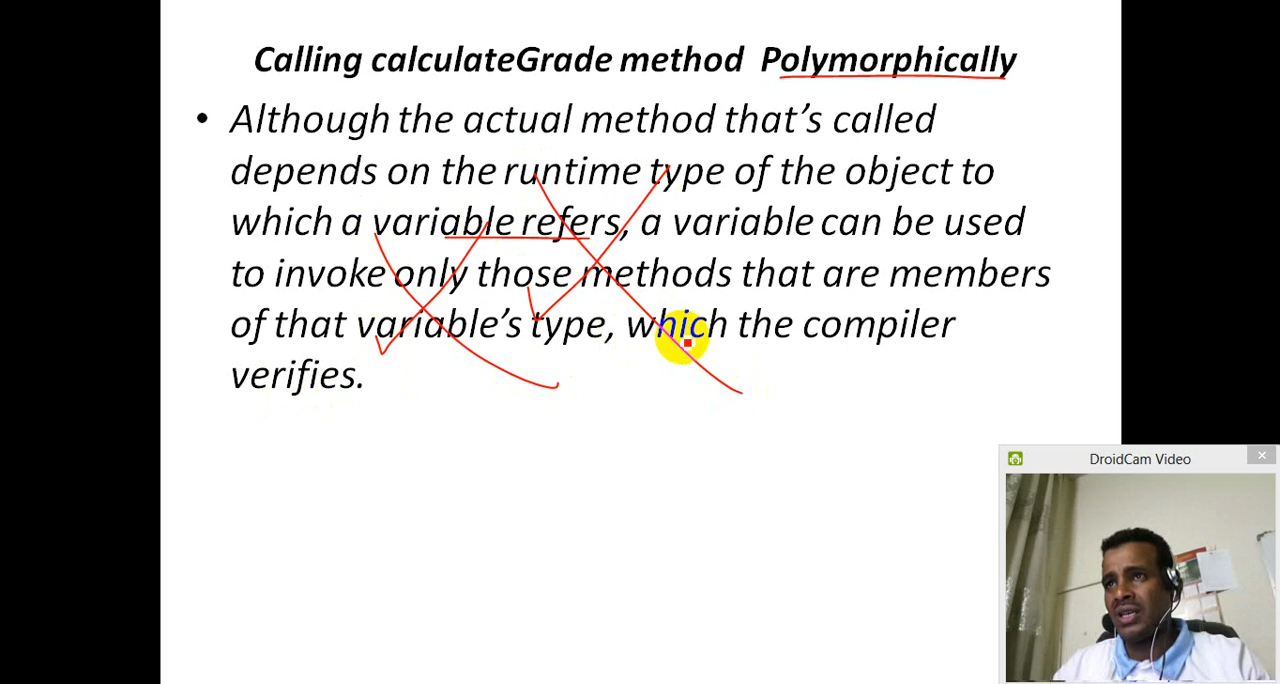 Calling calculateGrade method Polymorphically
• Although the actual method that's called
depends on the runtime type of the object to
which a variable refers, a variable can be used
to invoke only those methods that are members
of that variable's type, which the compiler
verifies.
DroidCam Video